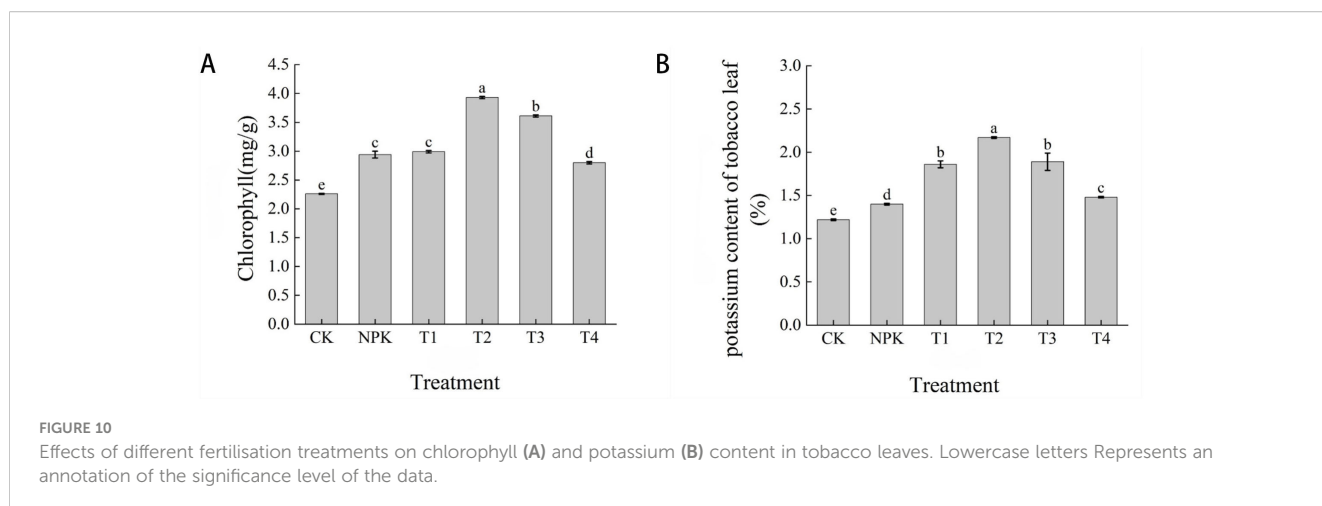 A
Chlorophyll(mg/g)
4.5
4.0
3.5
3.0
2.5
2.0
1.5
1.0
0.5
0.0
e
c
c
a
b
d
CK NPK T1 T2 T3 T4
Treatment
B
potassium content of tobacco leaf
(%)
3.0
2.5
2.0
1.5
1.0
0.5
0.0
e
d
b
a
b
c
CK NPK T1 T2 T3 T4
Treatment
FIGURE 10
Effects of different fertilisation treatments on chlorophyll (A) and potassium (B) content in tobacco leaves. Lowercase letters Represents an
annotation of the significance level of the data.